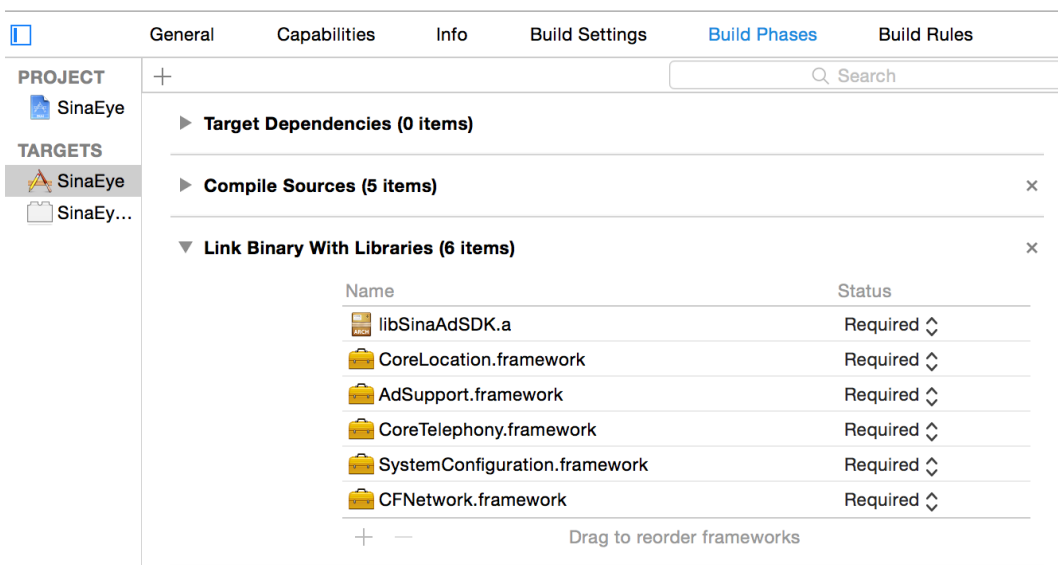 General Capabilities Info Build Settings Build Phases Build Rules
PROJECT
Search
SinaEye
Target Dependencies (0 items)
TARGETS
SinaEye
Compile Sources (5 items)
SinaEy...
Link Binary With Libraries (6 items)
Name Status
libSinaAdSDK.a Required
CoreLocation.framework Required
AdSupport.framework Required
CoreTelephony.framework Required
SystemConfiguration.framework Required
CFNetwork.framework Required
Drag to reorder frameworks